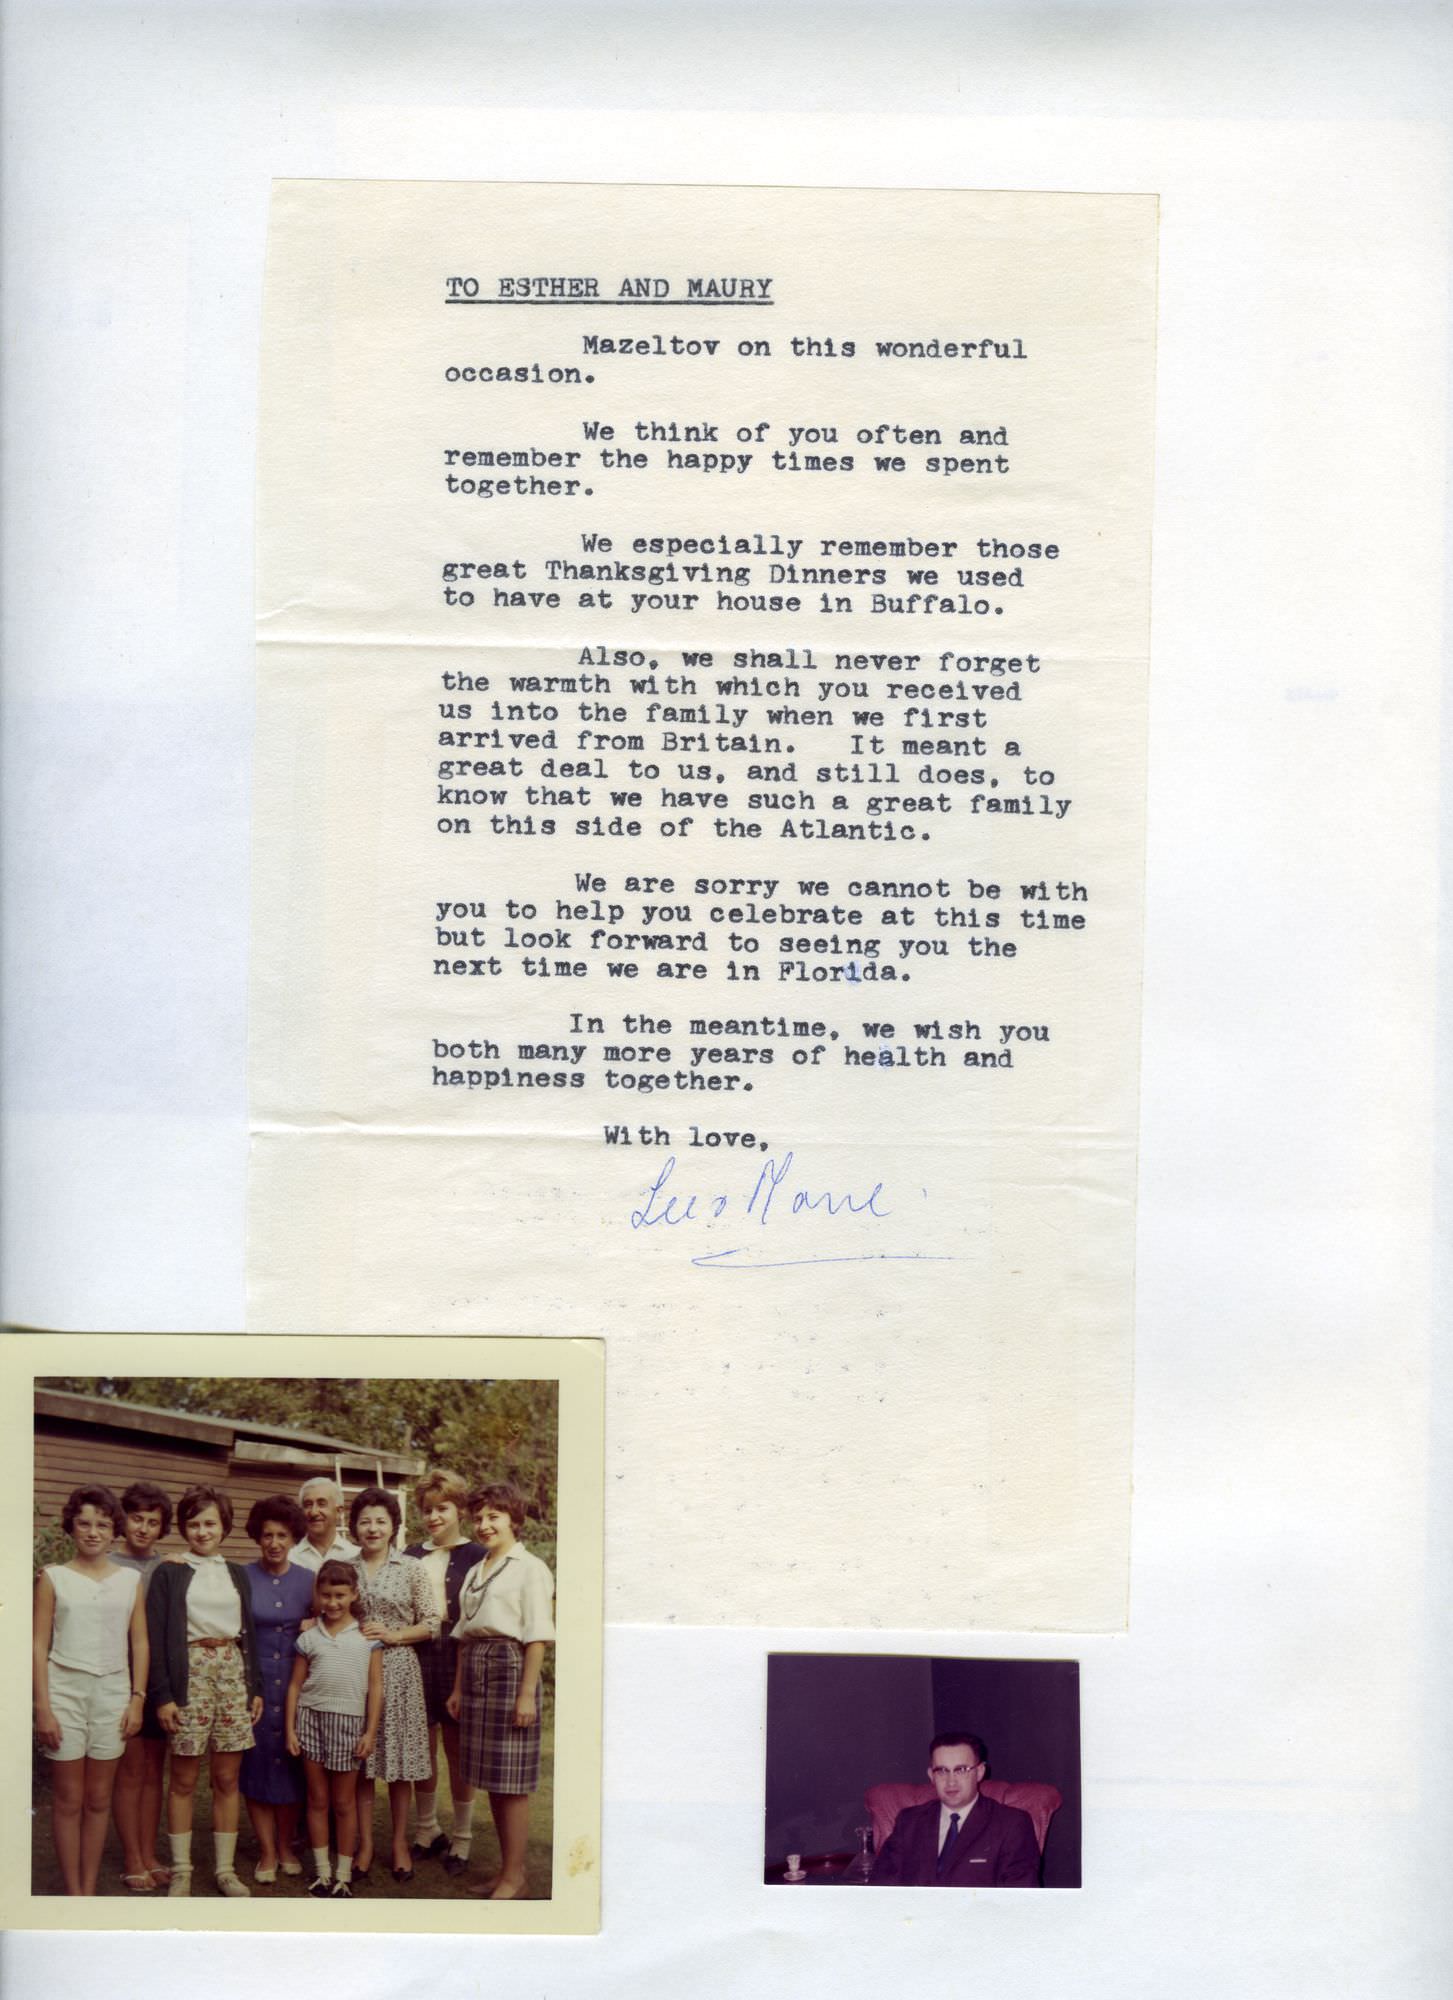 TO ESTHER AND MAURY
Mazeltov on this wonderful
occasion.
We think of you often and
remember the happy times we spent
together.
We especially remember those
great Thanksgiving Dinners we used
to have at your house in Buffalo.
Also, we shall never forget
the warmth with which you received
us into the family when we first
arrived from Britain. It meant a
great deal to us, and still does, to
know that we have such a great family
on this side of the Atlantic.
We are sorry we cannot be with
you to help you celebrate at this time
but look forward to seeing you the
next time we are in Florida.
In the meantime, we wish you
both many more years of health and
happiness together.
With love,